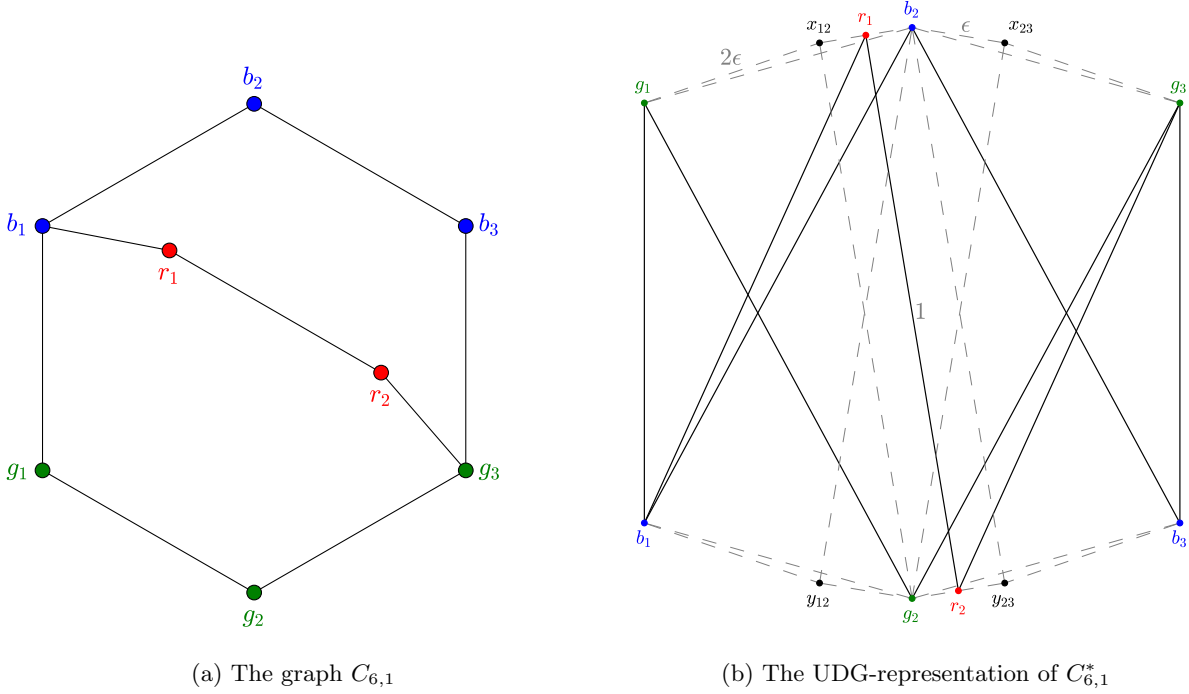 b₂
b₁
b₃
r₁
r₂
g₁
g₃
g₂
(a) The graph C₆,₁
x₁₂
r₁
b₂
x₂₃
ϵ
2ϵ
g₁
g₃
1
b₁
b₃
y₁₂
g₂
r₂
y₂₃
(b) The UDG-representation of C*₆,₁